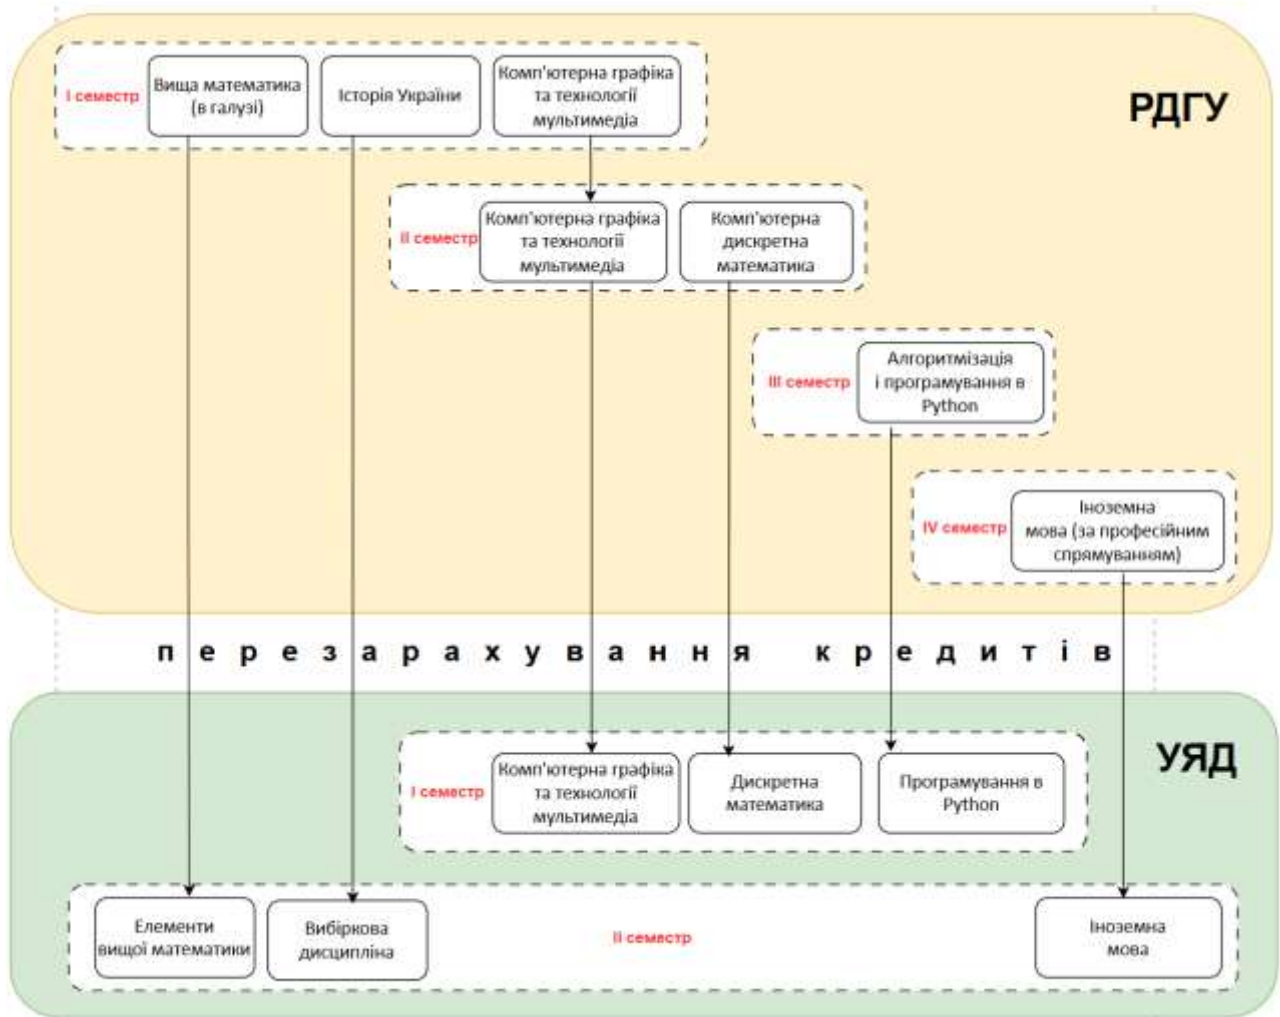 РДГУ
І семестр
Вища математика
(в галузі)
Історія України
Комп'ютерна графіка
та технології
мультимедіа
ІІ семестр
Комп'ютерна графіка
та технології
мультимедіа
Комп'ютерна
дискретна
математика
ІІІ семестр
Алгоритмізація
і програмування в
Python
IV семестр
Іноземна
мова (за професійним
спрямуванням)
перезарахування кредитів
УЯД
І семестр
Комп'ютерна графіка
та технології
мультимедіа
Дискретна
математика
Програмування в
Python
Елементи
вищої математики
Вибіркова
дисципліна
ІІ семестр
Іноземна
мова